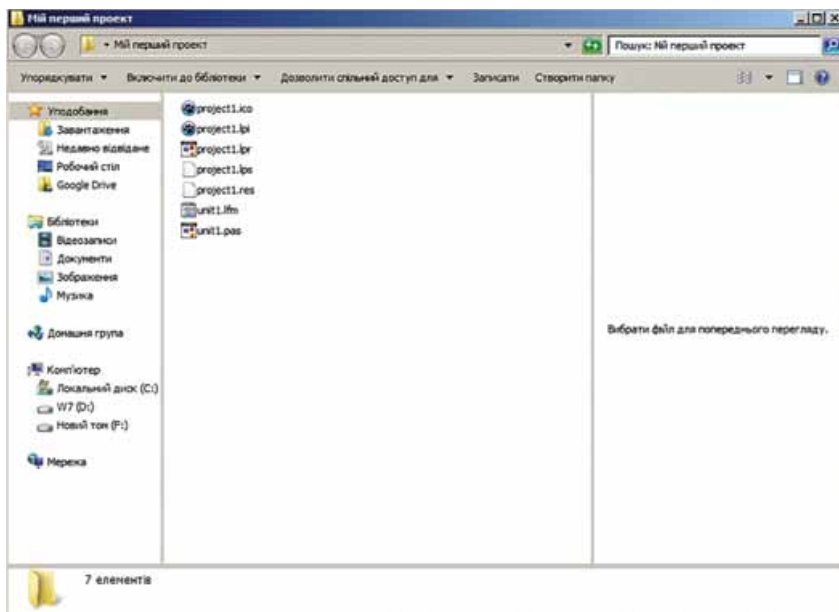 Мій перший проект
Мій перший проект
Пошук: Мій перший проект
Упорядкувати Включити до бібліотеки Дозволити спільний доступ для Записати Створити папку
Уподобання
Завантаження
Недавно відвідане
Робочий стіл
Google Drive
Бібліотеки
Відеозаписи
Документи
Зображення
Музика
Домашня група
Комп'ютер
Локальний диск (C:)
W7 (D:)
Новий том (F:)
Мережа
project1.ico
project1.lpi
project1.lpr
project1.lps
project1.res
unit1.lfm
unit1.pas
Вибрати файл для попереднього перегляду.
7 елементів